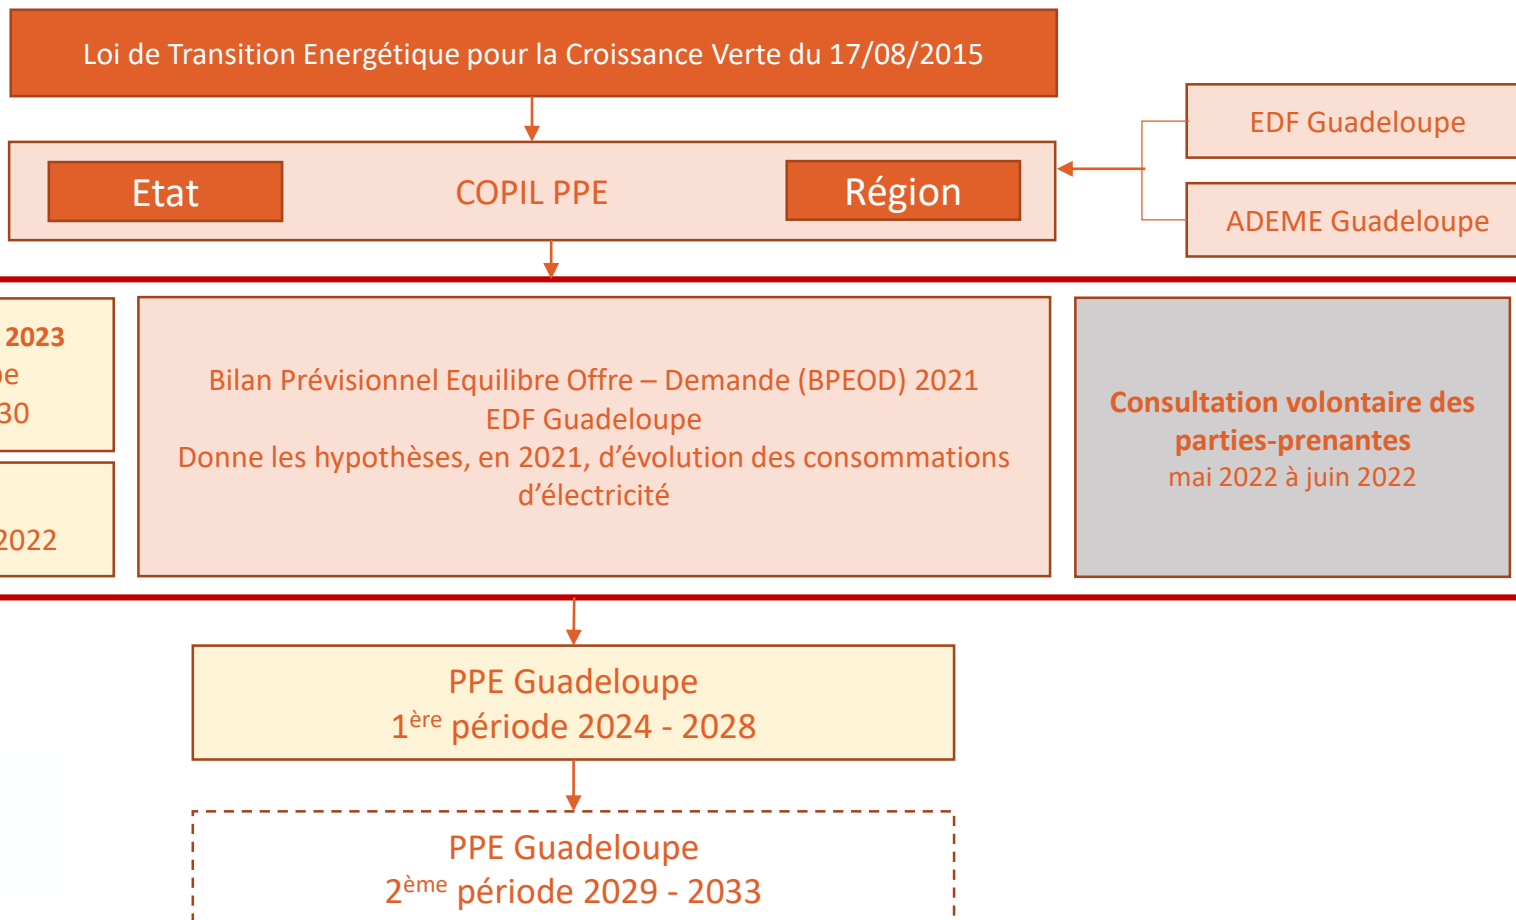 Loi de Transition Energétique pour la Croissance Verte du 17/08/2015
EDF Guadeloupe
Etat
COPIL PPE
Région
ADEME Guadeloupe
2023
30
2022
Bilan Prévisionnel Equilibre Offre – Demande (BPEOD) 2021
EDF Guadeloupe
Donne les hypothèses, en 2021, d’évolution des consommations
d’électricité
Consultation volontaire des
parties-prenantes
mai 2022 à juin 2022
PPE Guadeloupe
1ère période 2024 - 2028
PPE Guadeloupe
2ème période 2029 - 2033